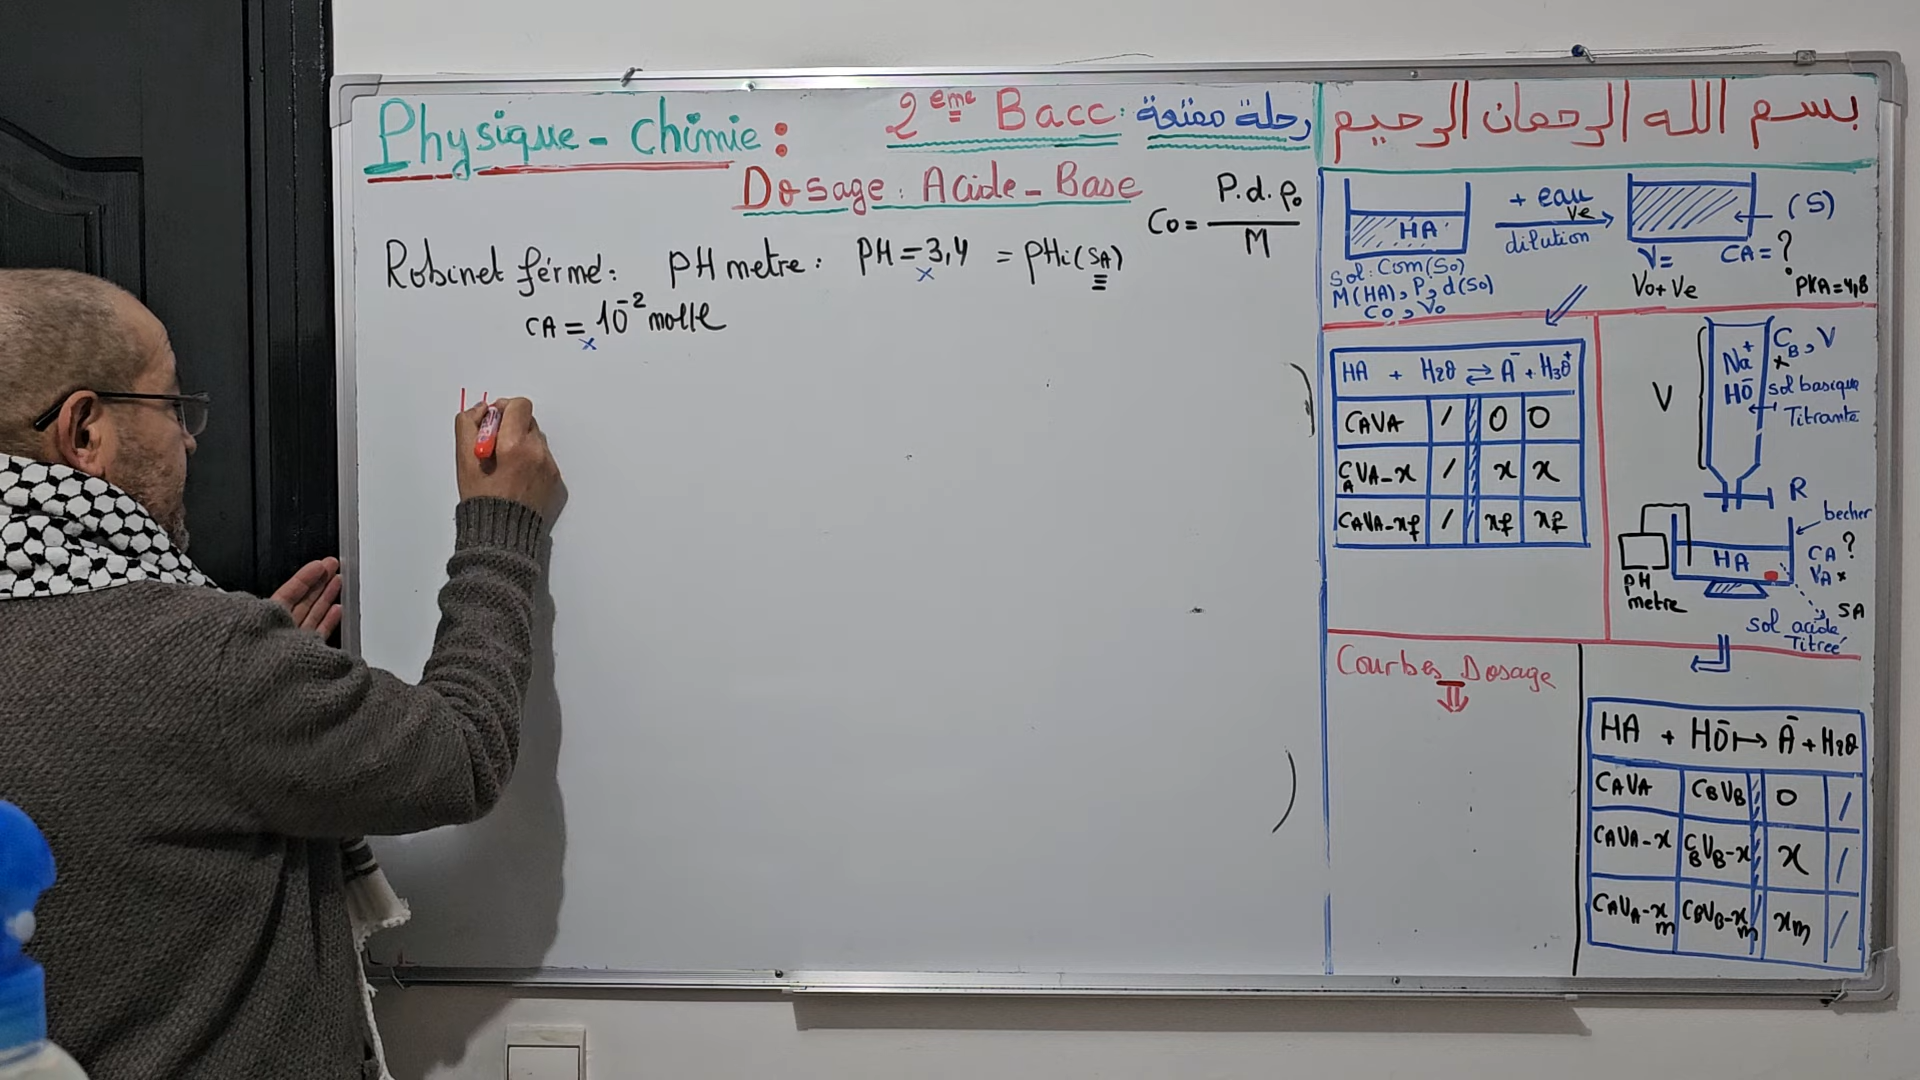 Physique - Chimie :
2eme Bacc : رحلة ممتعة
بسم الله الرحمان الرحيم
Dosage : Acide - Base
Robinet fermé : pH metre : PH = 3,4 = pHi (SA)
x
CA = 10^-2 mol/l
x
Co = P.d.ρ0 / M
HA
+ eau
Ve
dilution
(S)
Sol : Com (So)
M(HA), P, d(So)
Co, Vo
V =
Vo + Ve
CA = ?
PKA = 4,8
HA + H2O ⇌ A- + H3O+
CAVA / 0 0
CAVA - x / x x
CAVA - xf / xf xf
V
Na+
HO-
CB, V
x
sol basique
Titrante
R
becher
HA
CA ?
VA x
SA
pH
metre
sol acide
Titrée
Courbes Dosage
HA + HO- ↦ A- + H2O
CAVA CBVB 0 /
CAVA - x CBVB - x x /
CAVA - xm CBVB - xm xm /